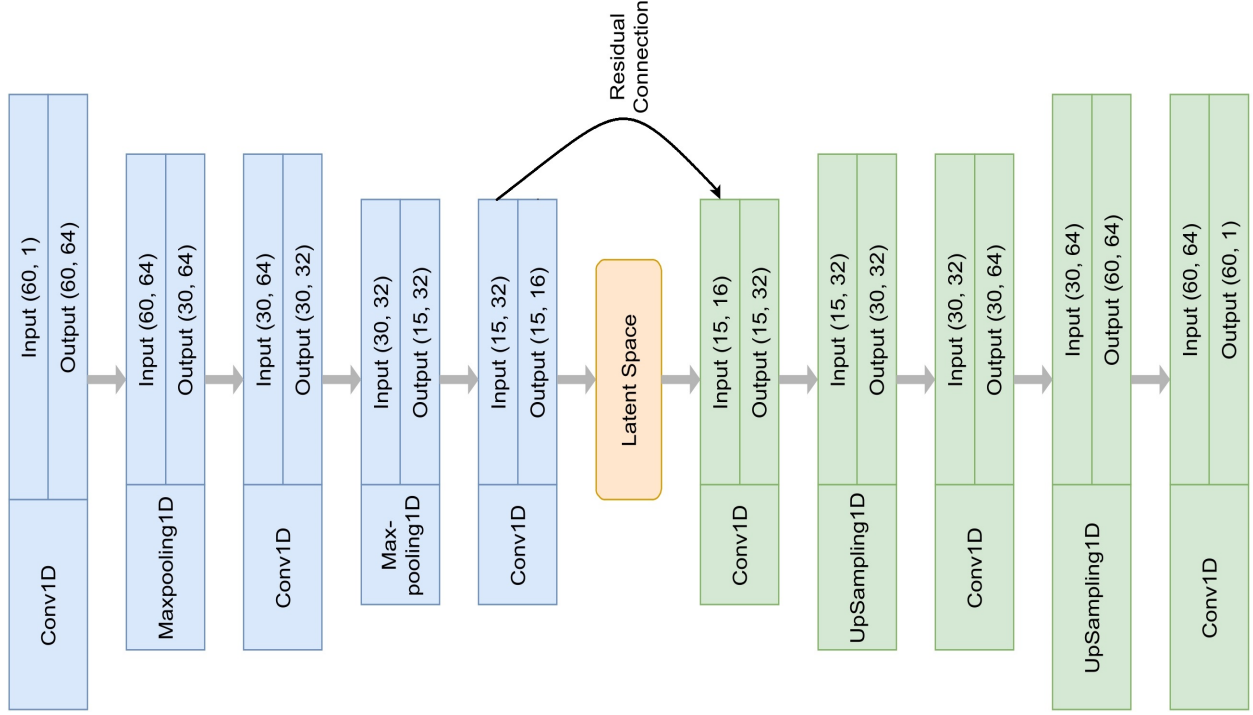 Residual
Connection
Input (60, 1)
Output (60, 64)
Conv1D
Input (60, 64)
Output (30, 64)
Maxpooling1D
Input (30, 64)
Output (30, 32)
Conv1D
Input (30, 32)
Output (15, 32)
Max-
pooling1D
Input (15, 32)
Output (15, 16)
Conv1D
Latent Space
Input (15, 16)
Output (15, 32)
Conv1D
Input (15, 32)
Output (30, 32)
UpSampling1D
Input (30, 32)
Output (30, 64)
Conv1D
Input (30, 64)
Output (60, 64)
UpSampling1D
Input (60, 64)
Output (60, 1)
Conv1D